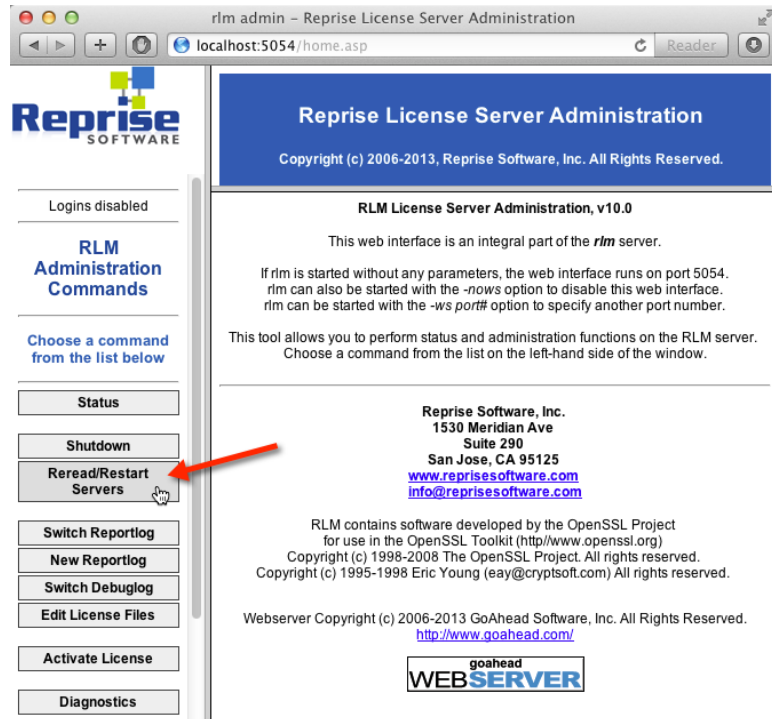 rlm admin – Reprise License Server Administration
localhost:5054/home.asp
Reader
Reprise
SOFTWARE
Logins disabled
RLM
Administration
Commands
Choose a command
from the list below
Status
Shutdown
Reread/Restart
Servers
Switch Reportlog
New Reportlog
Switch Debuglog
Edit License Files
Activate License
Diagnostics
Reprise License Server Administration
Copyright (c) 2006-2013, Reprise Software, Inc. All Rights Reserved.
RLM License Server Administration, v10.0
This web interface is an integral part of the rlm server.
If rlm is started without any parameters, the web interface runs on port 5054.
rlm can also be started with the -nows option to disable this web interface.
rlm can be started with the -ws port# option to specify another port number.
This tool allows you to perform status and administration functions on the RLM server.
Choose a command from the list on the left-hand side of the window.
Reprise Software, Inc.
1530 Meridian Ave
Suite 290
San Jose, CA 95125
www.reprisesoftware.com
info@reprisesoftware.com
RLM contains software developed by the OpenSSL Project
for use in the OpenSSL Toolkit (http//www.openssl.org)
Copyright (c) 1998-2008 The OpenSSL Project. All rights reserved.
Copyright (c) 1995-1998 Eric Young (eay@cryptsoft.com) All rights reserved.
Webserver Copyright (c) 2006-2013 GoAhead Software, Inc. All Rights Reserved.
http://www.goahead.com/
goahead
WEBSERVER